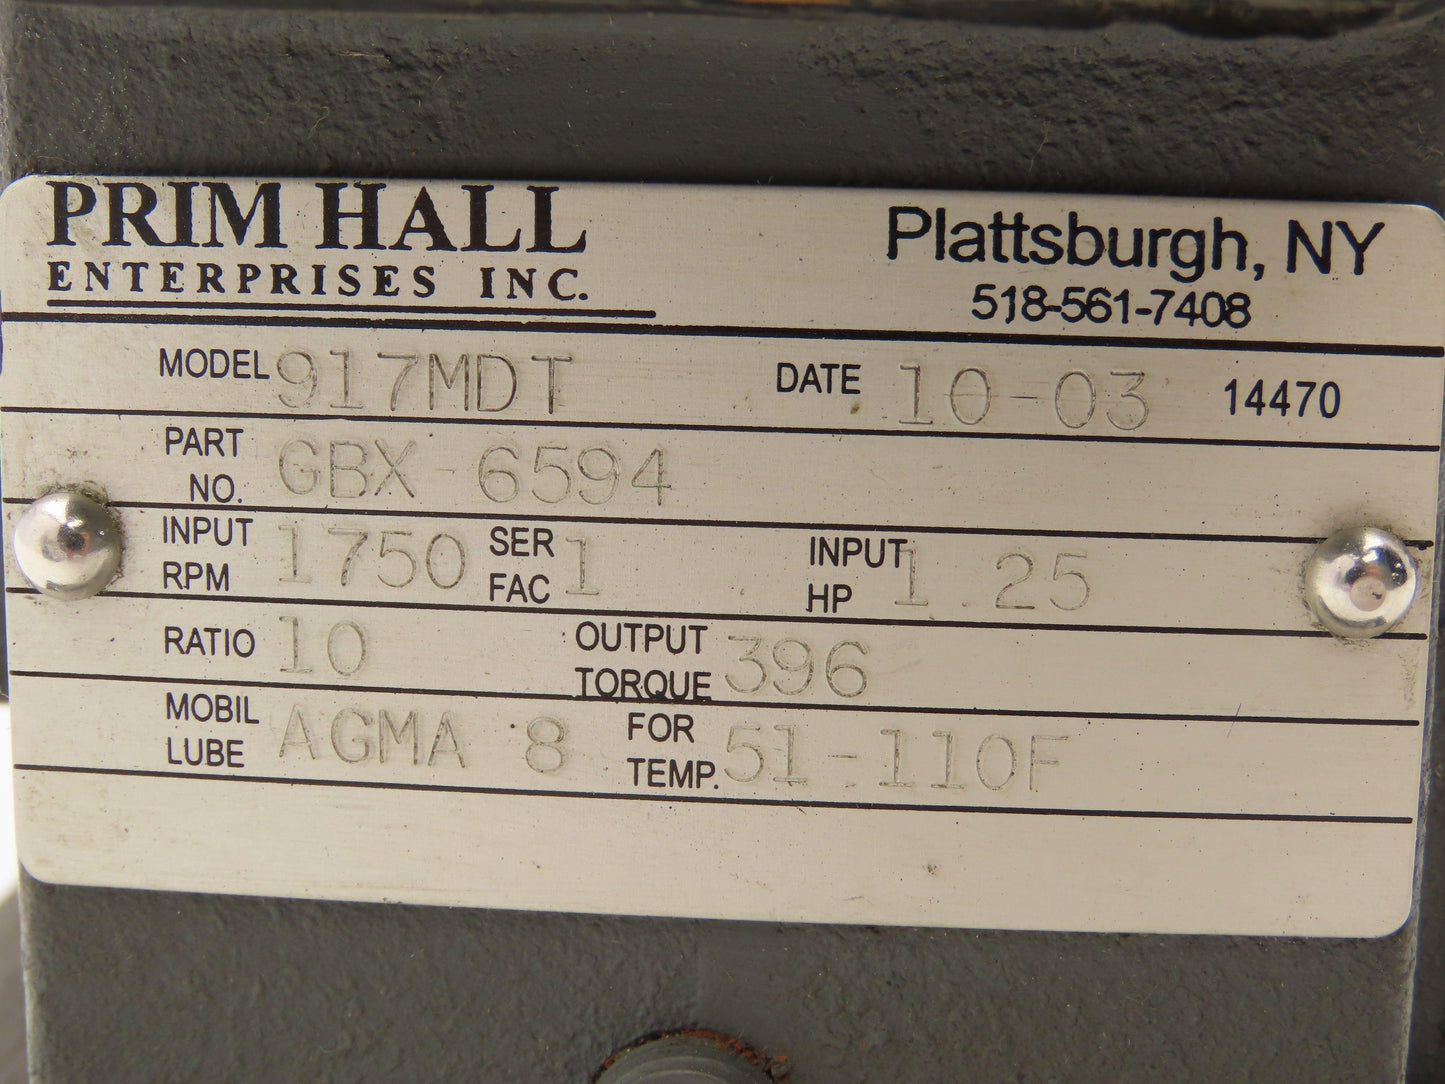 PRIM HALL
ENTERPRISES INC.
Plattsburgh, NY
518-561-7408
MODEL 917MDT DATE 10-03 14470
PART NO. GBX-6594
INPUT RPM 1750 SER FAC 1 INPUT HP 1.25
RATIO 10 OUTPUT TORQUE 396
MOBIL LUBE AGMA 8 FOR TEMP. 51-110F